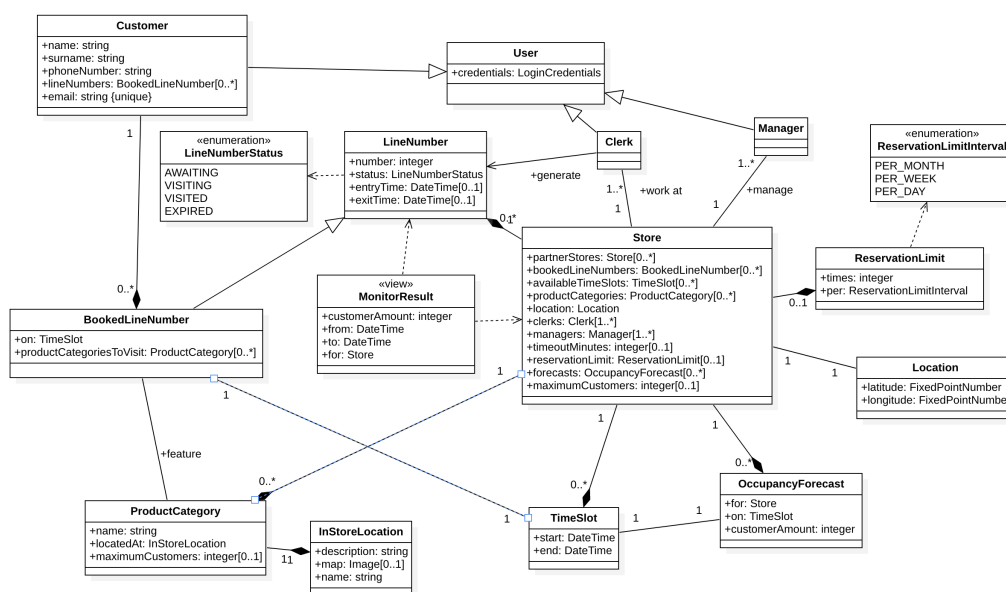 Customer
+name: string
+surname: string
+phoneNumber: string
+lineNumbers: BookedLineNumber[0..*]
+email: string {unique}
User
+credentials: LoginCredentials
Manager
Clerk
«enumeration»
LineNumberStatus
AWAITING
VISITING
VISITED
EXPIRED
LineNumber
+number: integer
+status: LineNumberStatus
+entryTime: DateTime[0..1]
+exitTime: DateTime[0..1]
«enumeration»
ReservationLimitInterval
PER_MONTH
PER_WEEK
PER_DAY
1
+generate
1..*
+work at
1
1..*
+manage
1
Store
+partnerStores: Store[0..*]
+bookedLineNumbers: BookedLineNumber[0..*]
+availableTimeSlots: TimeSlot[0..*]
+productCategories: ProductCategory[0..*]
+location: Location
+clerks: Clerk[1..*]
+managers: Manager[1..*]
+timeoutMinutes: integer[0..1]
+reservationLimit: ReservationLimit[0..1]
+forecasts: OccupancyForecast[0..*]
+maximumCustomers: integer[0..1]
ReservationLimit
+times: integer
+per: ReservationLimitInterval
0..1
«view»
MonitorResult
+customerAmount: integer
+from: DateTime
+to: DateTime
+for: Store
0..*
BookedLineNumber
+on: TimeSlot
+productCategoriesToVisit: ProductCategory[0..*]
1
1
Location
+latitude: FixedPointNumber
+longitude: FixedPointNumbe
1
1
1
1
+feature
0..*
0..*
0..*
OccupancyForecast
+for: Store
+on: TimeSlot
+customerAmount: integer
ProductCategory
+name: string
+locatedAt: InStoreLocation
+maximumCustomers: integer[0..1]
1
1
InStoreLocation
+description: string
+map: Image[0..1]
+name: string
1
TimeSlot
+start: DateTime
+end: DateTime
1
1